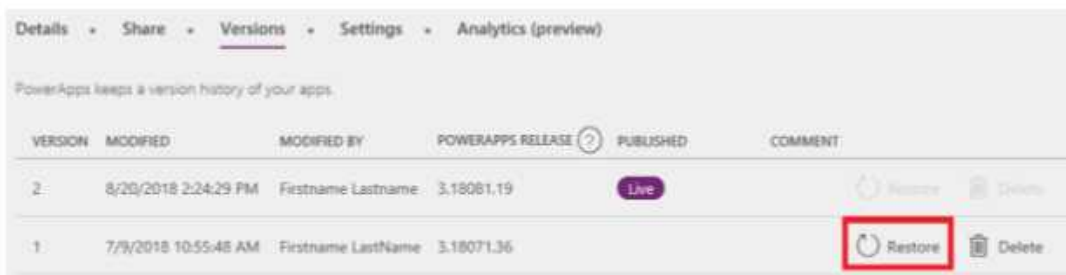 Details • Share • Versions • Settings • Analytics (preview)
PowerApps keeps a version history of your apps.
VERSION MODIFIED MODIFIED BY POWERAPPS RELEASE ? PUBLISHED COMMENT
2 8/20/2018 2:24:29 PM Firstname Lastname 3.18081.19 Live Restore Delete
1 7/9/2018 10:55:48 AM Firstname LastName 3.18071.36 Restore Delete